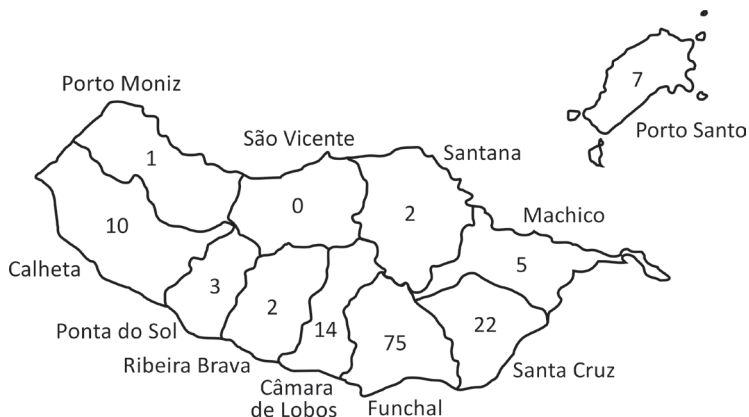 Porto Moniz
1
São Vicente
0
Santana
2
7
Porto Santo
Machico
5
10
Calheta
3
Ponta do Sol
2
Ribeira Brava
14
Câmara
de Lobos
75
Funchal
22
Santa Cruz